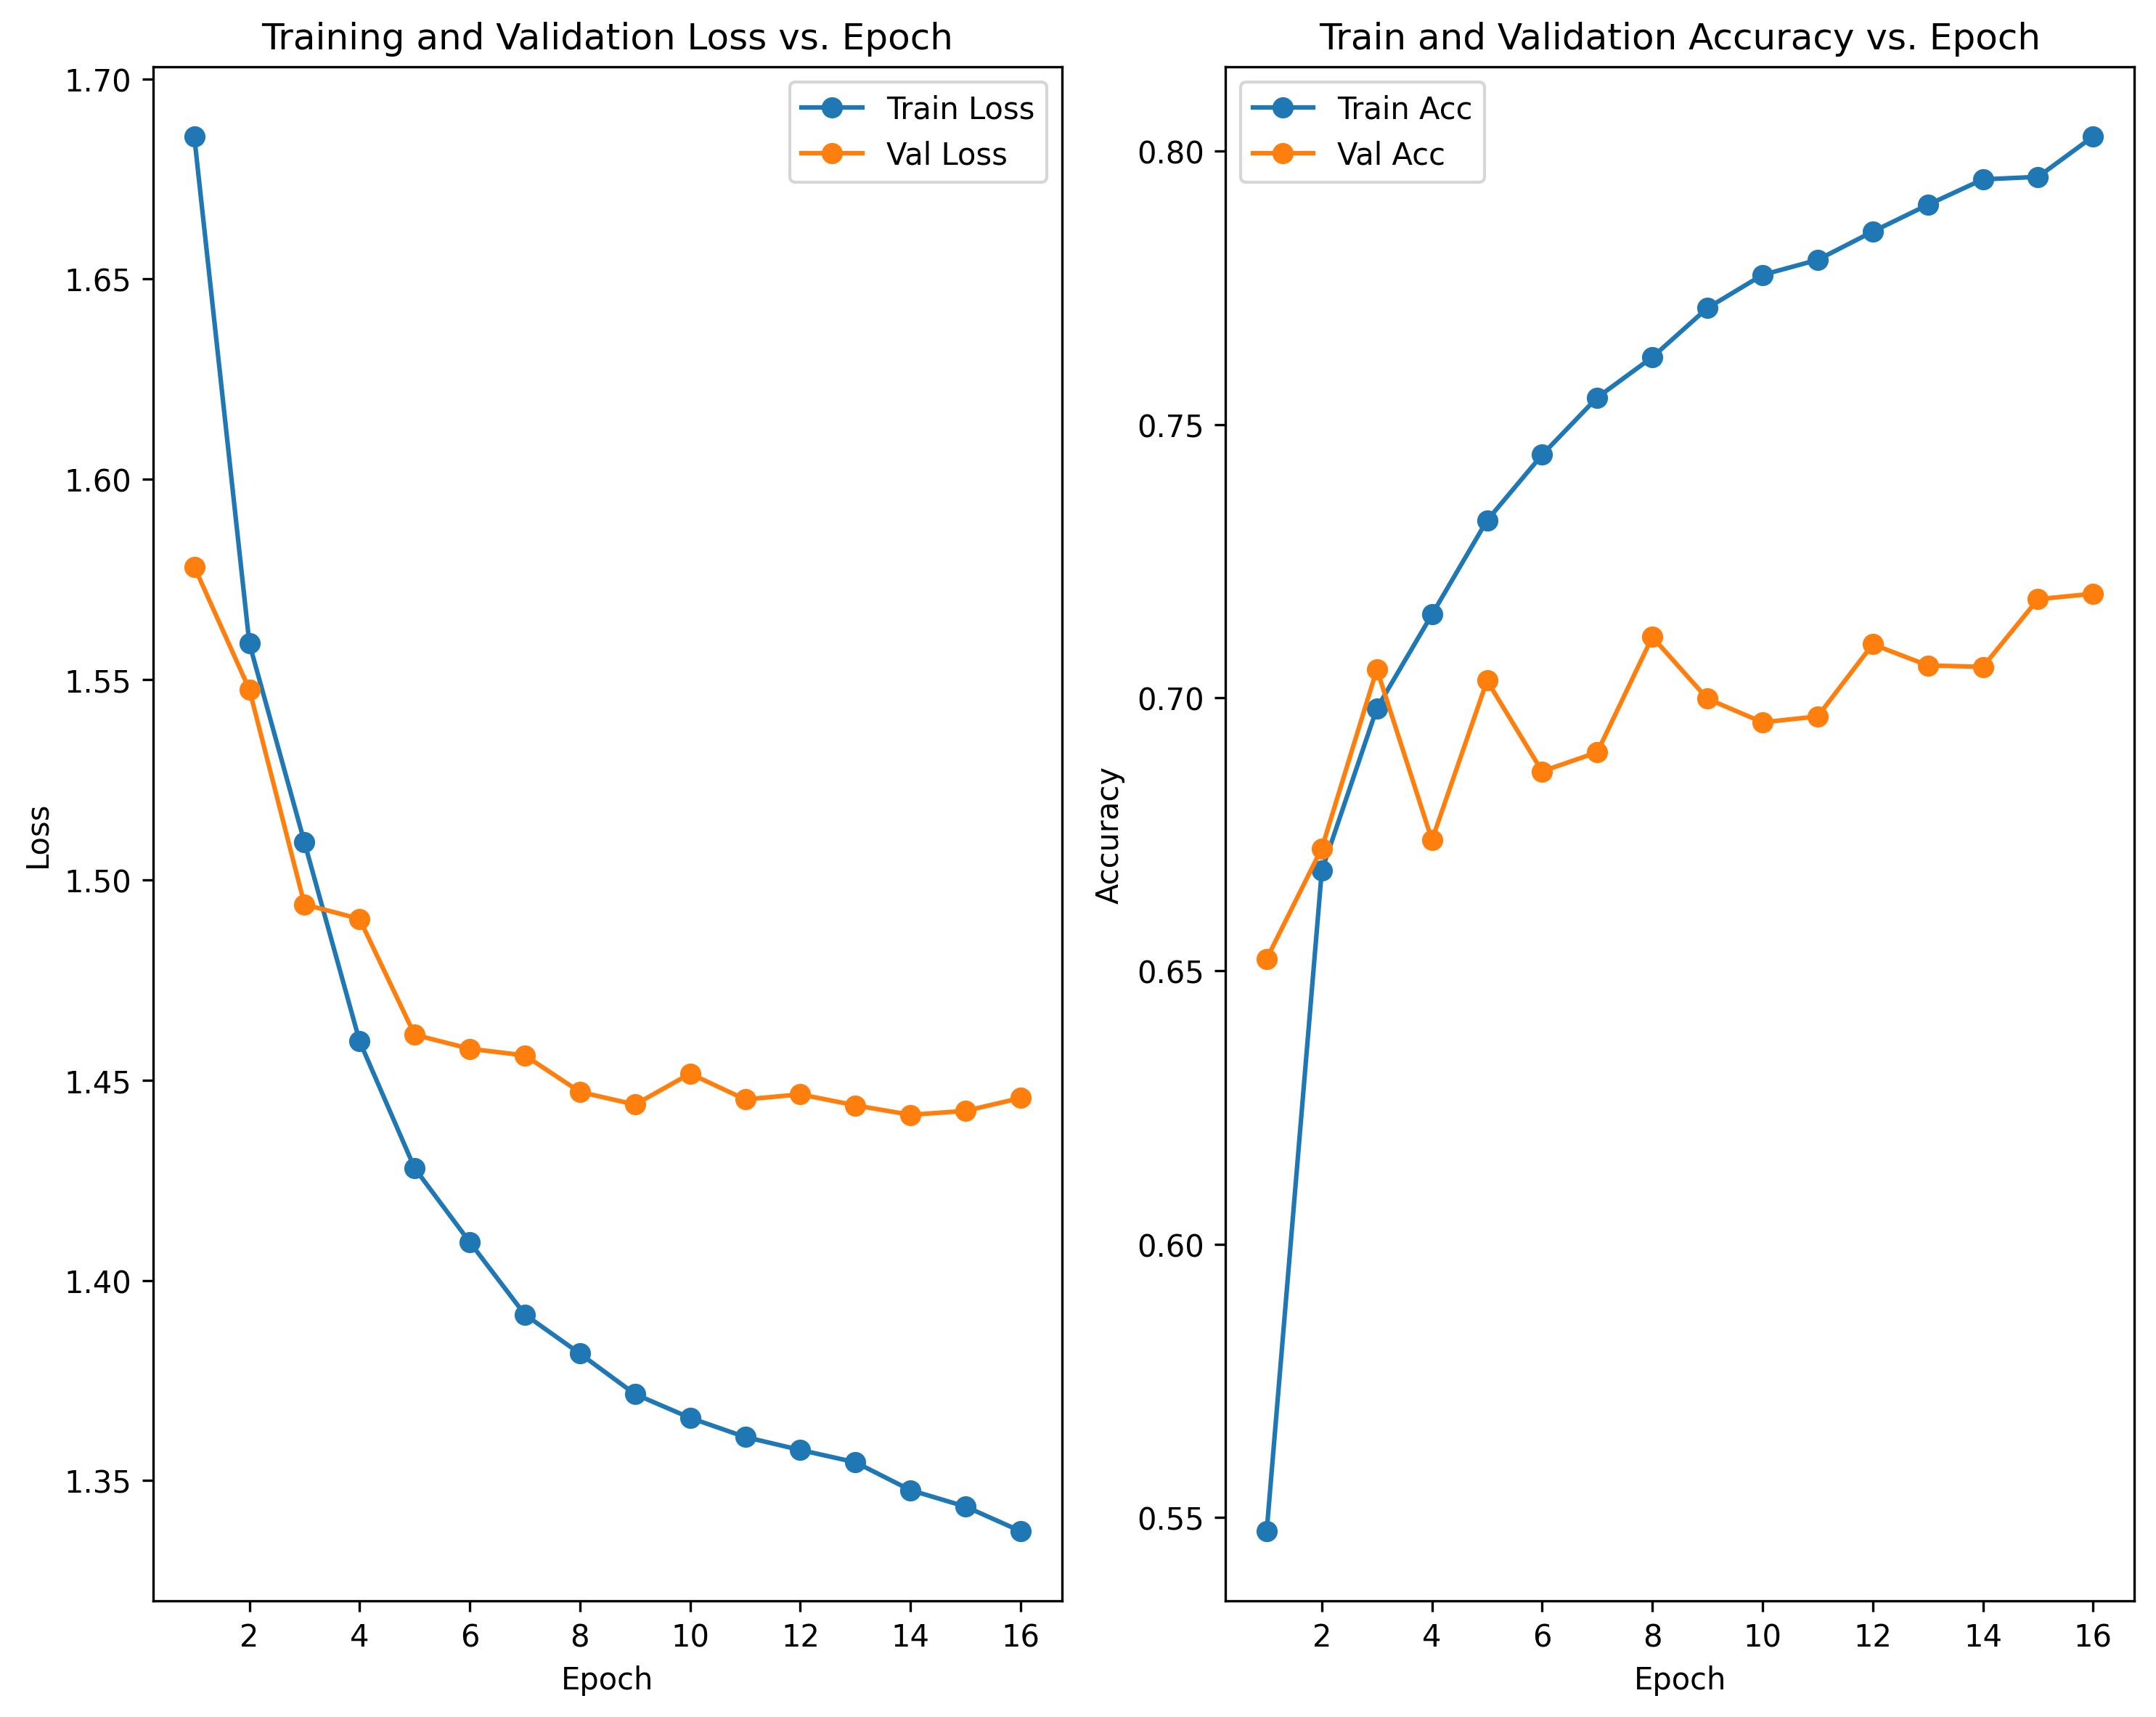 Training and Validation Loss vs. Epoch
Train Loss
Val Loss
1.70
1.65
1.60
1.55
1.50
1.45
1.40
1.35
Loss
2 4 6 8 10 12 14 16
Epoch
Train and Validation Accuracy vs. Epoch
Train Acc
Val Acc
0.80
0.75
0.70
0.65
0.60
0.55
Accuracy
2 4 6 8 10 12 14 16
Epoch